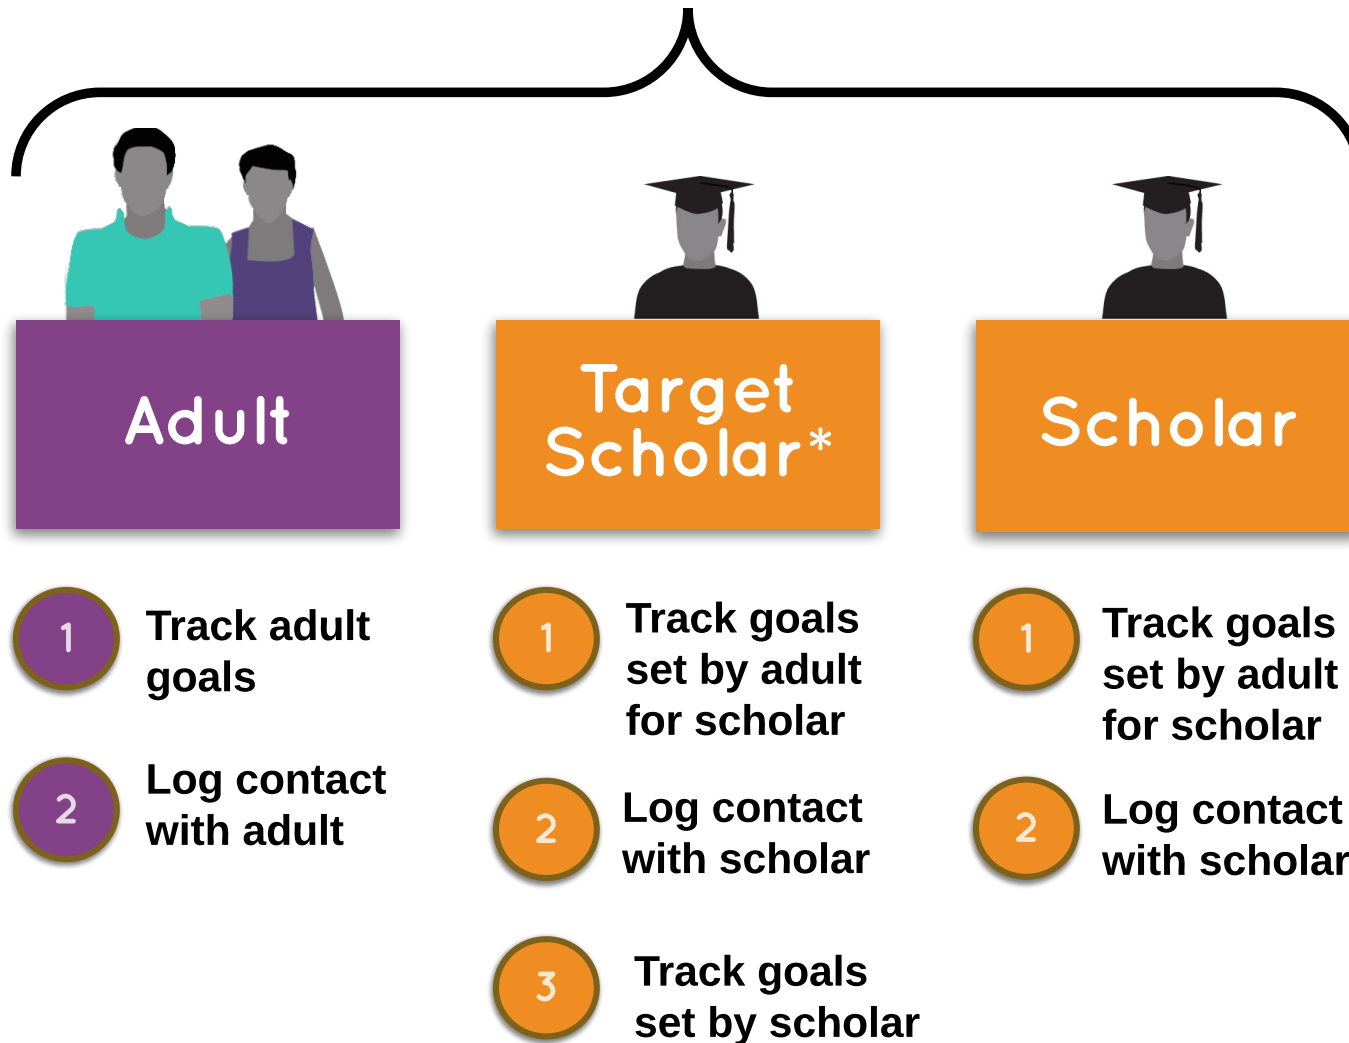 Adult
1
Track adult
goals
2
Log contact
with adult
Target
Scholar*
1
Track goals
set by adult
for scholar
2
Log contact
with scholar
3
Track goals
set by scholar
Scholar
1
Track goals
set by adult
for scholar
2
Log contact
with scholar